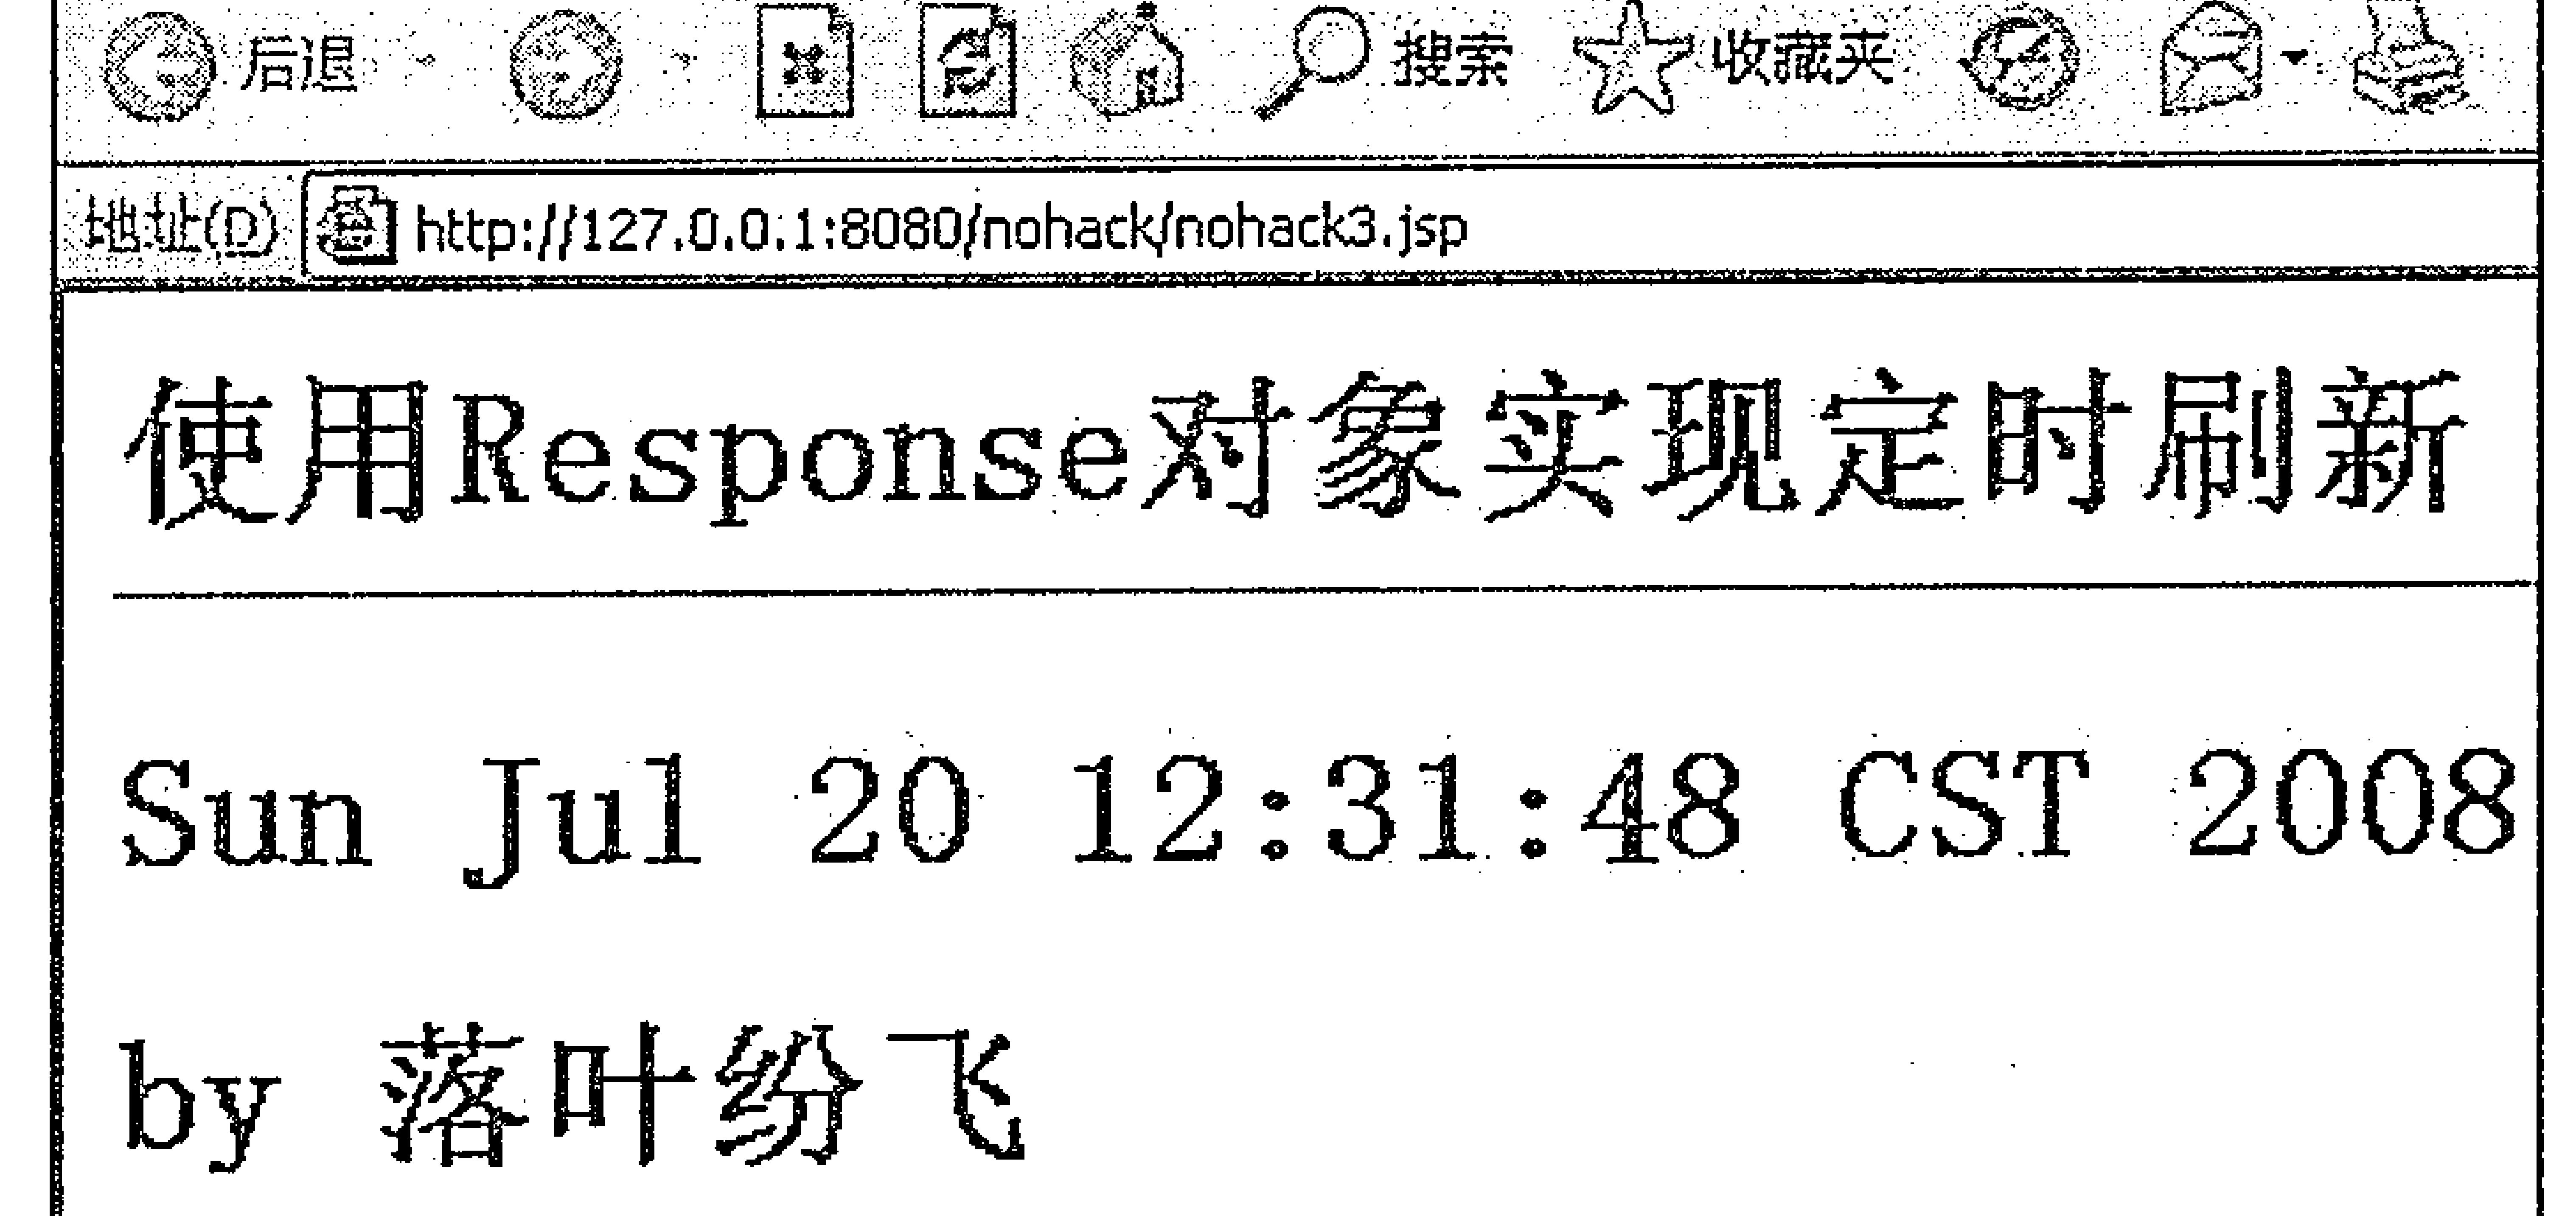 后退 搜索 收藏夹
地址(D) http://127.0.0.1:8080/nohack/nohack3.jsp
使用Response对象实现定时刷新
Sun Jul 20 12:31:48 CST 2008
by 落叶纷飞